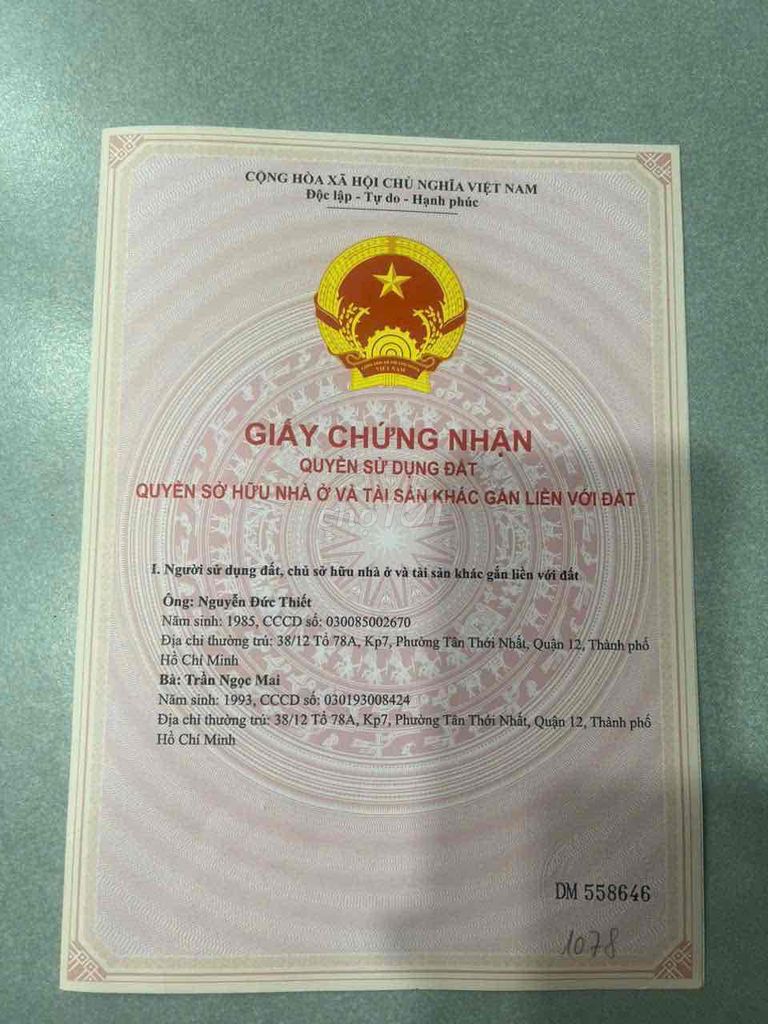 CỘNG HÒA XÃ HỘI CHỦ NGHĨA VIỆT NAM
Độc lập - Tự do - Hạnh phúc
VIỆT NAM
GIẤY CHỨNG NHẬN
QUYỀN SỬ DỤNG ĐẤT
QUYỀN SỞ HỮU NHÀ Ở VÀ TÀI SẢN KHÁC GẮN LIỀN VỚI ĐẤT
chợTỐT
I. Người sử dụng đất, chủ sở hữu nhà ở và tài sản khác gắn liền với đất
Ông: Nguyễn Đức Thiết
Năm sinh: 1985, CCCD số: 030085002670
Địa chỉ thường trú: 38/12 Tổ 78A, Kp7, Phường Tân Thới Nhất, Quận 12, Thành phố
Hồ Chí Minh
Bà: Trần Ngọc Mai
Năm sinh: 1993, CCCD số: 030193008424
Địa chỉ thường trú: 38/12 Tổ 78A, Kp7, Phường Tân Thới Nhất, Quận 12, Thành phố
Hồ Chí Minh
DM 558646
1078